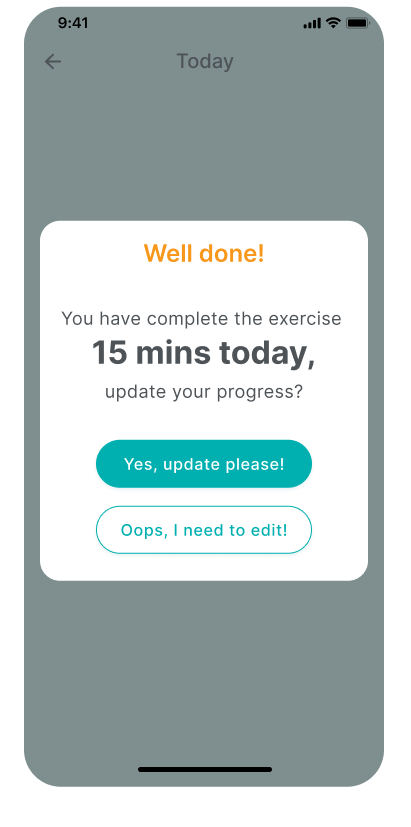 9:41
Today
Well done!
You have complete the exercise
15 mins today,
update your progress?
Yes, update please!
Oops, I need to edit!